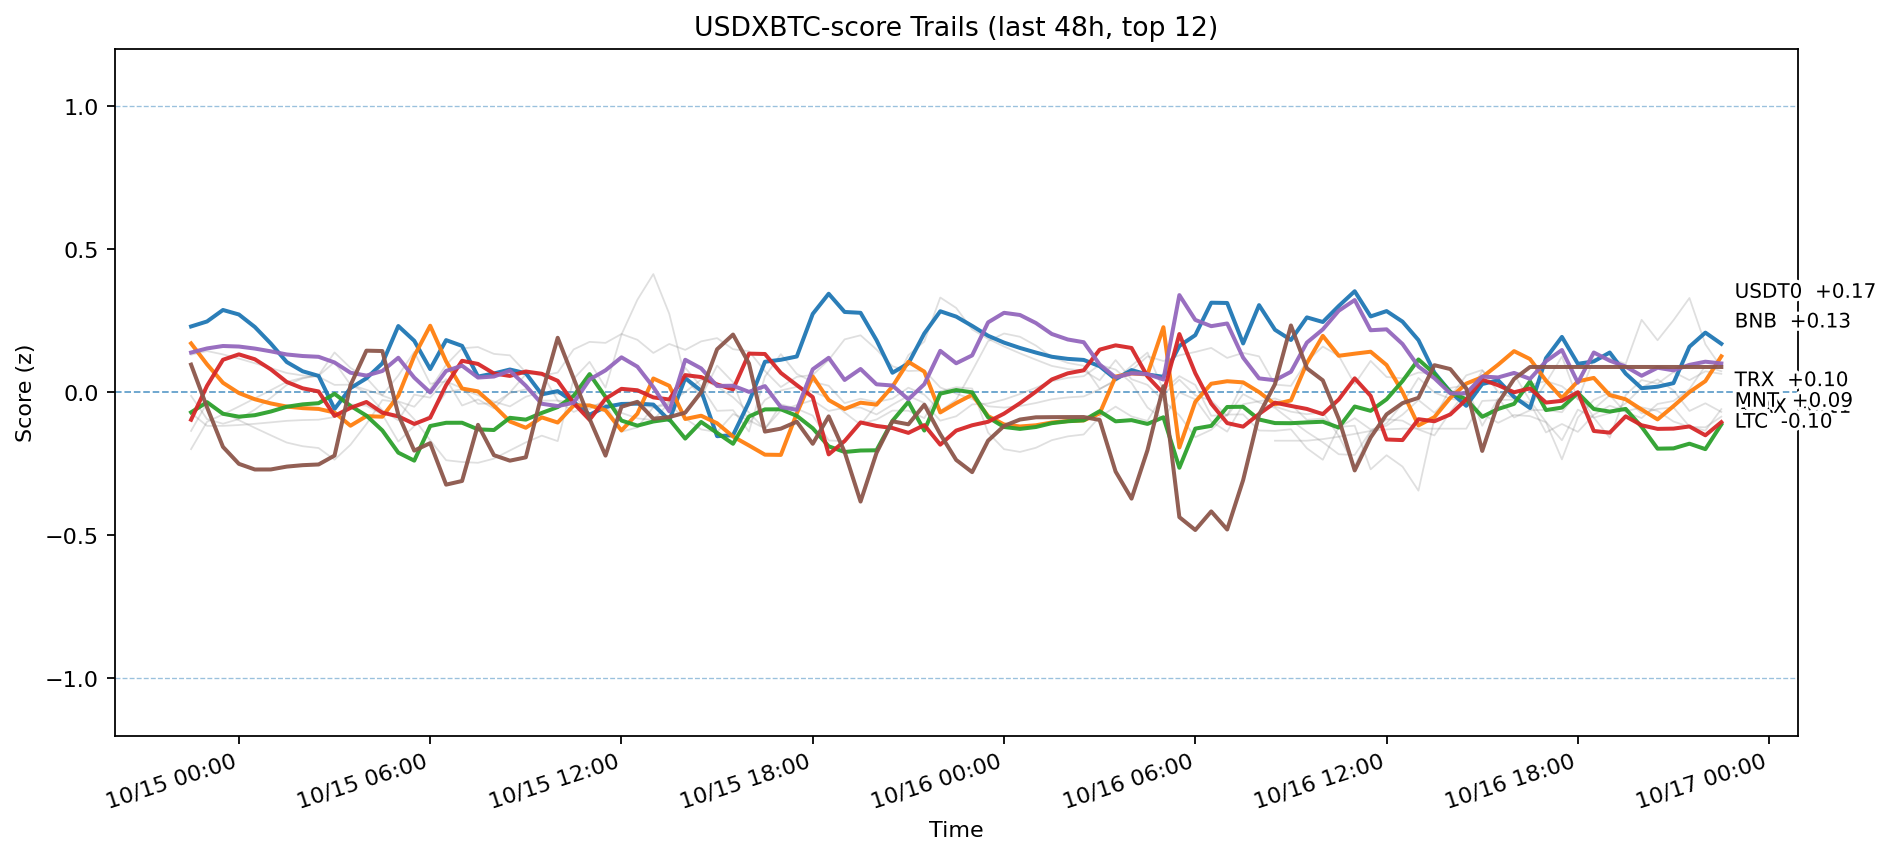 USDXBTC-score Trails (last 48h, top 12)
Score (z)
1.0
0.5
0.0
−0.5
−1.0
USDT0 +0.17
BNB +0.13
TRX +0.10
MNT +0.09
LTC -0.10
10/15 00:00
10/15 06:00
10/15 12:00
10/15 18:00
10/16 00:00
10/16 06:00
10/16 12:00
10/16 18:00
10/17 00:00
Time